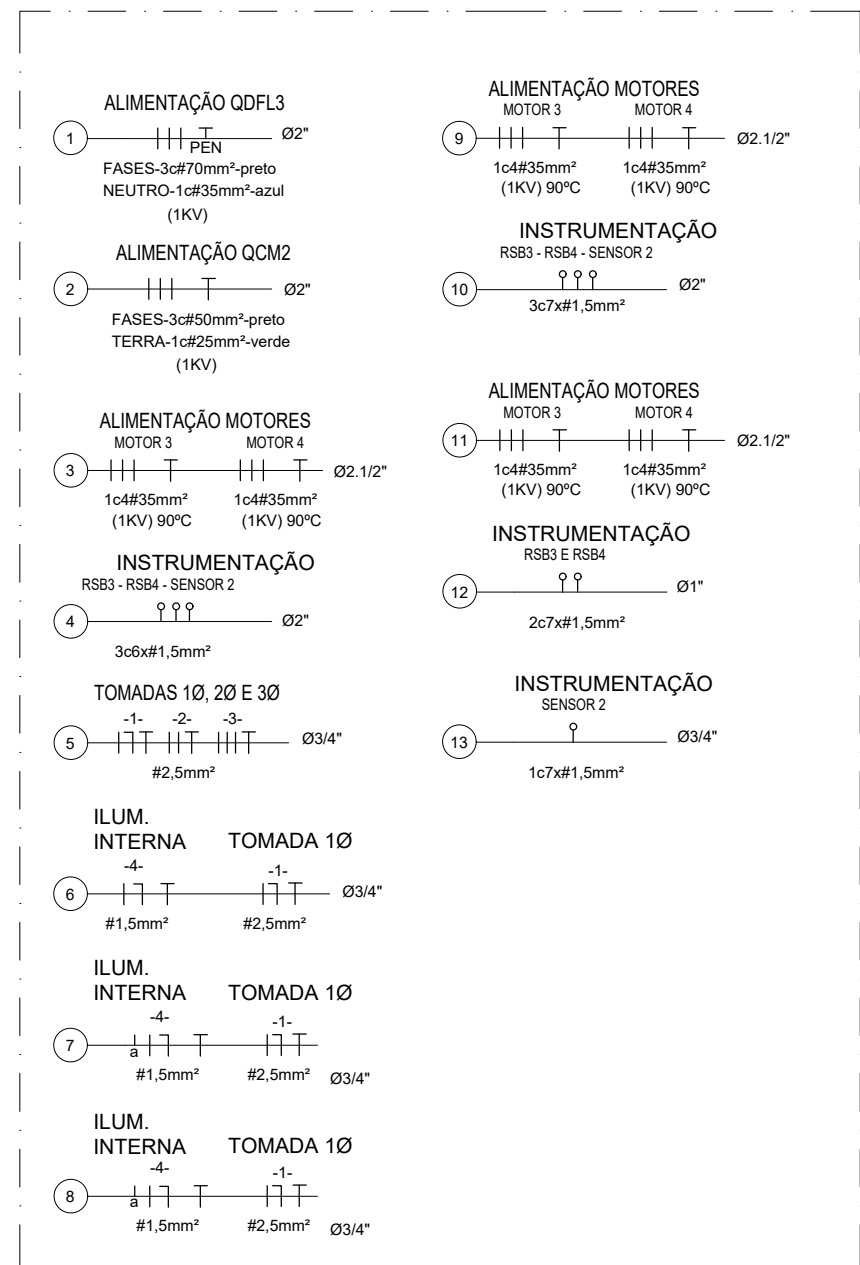 ALIMENTAÇÃO QDFL3
1
PEN
Ø2"
FASES-3c#70mm²-preto
NEUTRO-1c#35mm²-azul
(1KV)
ALIMENTAÇÃO QCM2
2
Ø2"
FASES-3c#50mm²-preto
TERRA-1c#25mm²-verde
(1KV)
ALIMENTAÇÃO MOTORES
MOTOR 3 MOTOR 4
3
Ø2.1/2"
1c4#35mm² 1c4#35mm²
(1KV) 90ºC (1KV) 90ºC
INSTRUMENTAÇÃO
RSB3 - RSB4 - SENSOR 2
4
Ø2"
3c6x#1,5mm²
TOMADAS 1Ø, 2Ø E 3Ø
-1- -2- -3-
5
Ø3/4"
#2,5mm²
ILUM.
INTERNA TOMADA 1Ø
-4- -1-
6
Ø3/4"
#1,5mm² #2,5mm²
ILUM.
INTERNA TOMADA 1Ø
-4- -1-
7
a
#1,5mm² #2,5mm² Ø3/4"
ILUM.
INTERNA TOMADA 1Ø
-4- -1-
8
a
#1,5mm² #2,5mm² Ø3/4"
ALIMENTAÇÃO MOTORES
MOTOR 3 MOTOR 4
9
Ø2.1/2"
1c4#35mm² 1c4#35mm²
(1KV) 90ºC (1KV) 90ºC
INSTRUMENTAÇÃO
RSB3 - RSB4 - SENSOR 2
10
Ø2"
3c7x#1,5mm²
ALIMENTAÇÃO MOTORES
MOTOR 3 MOTOR 4
11
Ø2.1/2"
1c4#35mm² 1c4#35mm²
(1KV) 90ºC (1KV) 90ºC
INSTRUMENTAÇÃO
RSB3 E RSB4
12
Ø1"
2c7x#1,5mm²
INSTRUMENTAÇÃO
SENSOR 2
13
Ø3/4"
1c7x#1,5mm²